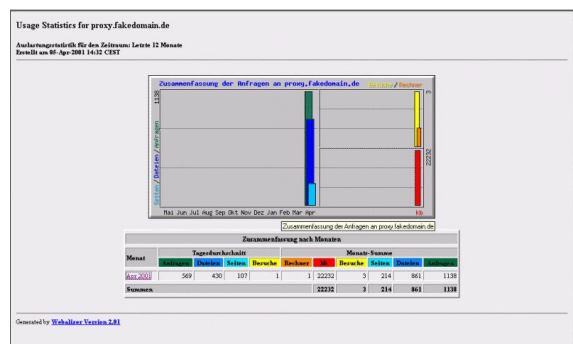 Usage Statistics for proxy.fakedomain.de
Auslastungsstatistik für den Zeitraum: Letzte 12 Monate
Erstellt am 05-Apr-2001 14:32 CEST
Zusammenfassung der Anfragen an proxy.fakedomain.de
Besuche/Rechner
1138
3
Seiten/Dateien/Anfragen
22232
Mai Jun Jul Aug Sep Okt Nov Dez Jan Feb Mar Apr
kb
Zusammenfassung der Anfragen an proxy.fakedomain.de
Zusammenfassung nach Monaten
Monat Tagesdurchschnitt Monats-Summe
Anfragen Dateien Seiten Besuche Rechner kb Besuche Seiten Dateien Anfragen
Apr 2001 569 430 107 1 1 22232 3 214 861 1138
Summen 22232 3 214 861 1138
Generated by Webalizer Version 2.01